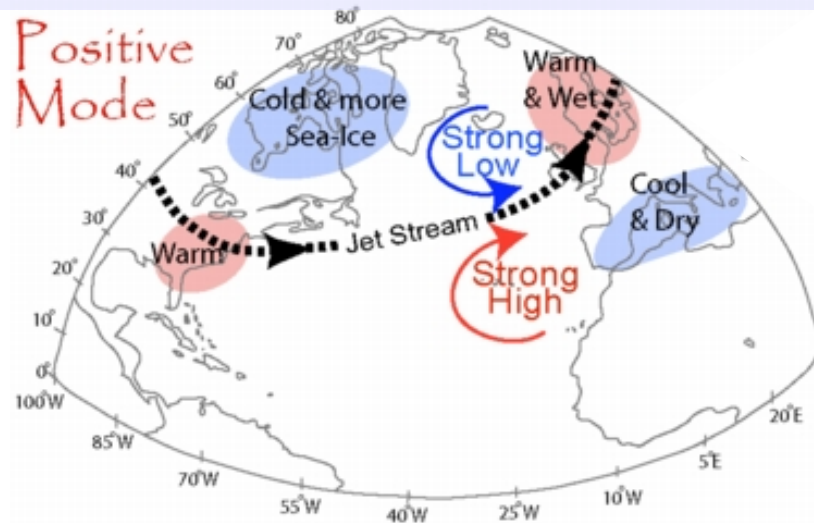 Positive
Mode
Cold & more
Sea-Ice
Warm
& Wet
Strong
Low
Cool
& Dry
Warm
Jet Stream
Strong
High
80°
70°
60°
50°
40°
30°
20°
10°
0°
100°W
85°W
70°W
55°W
40°W
25°W
10°W
5°E
20°E